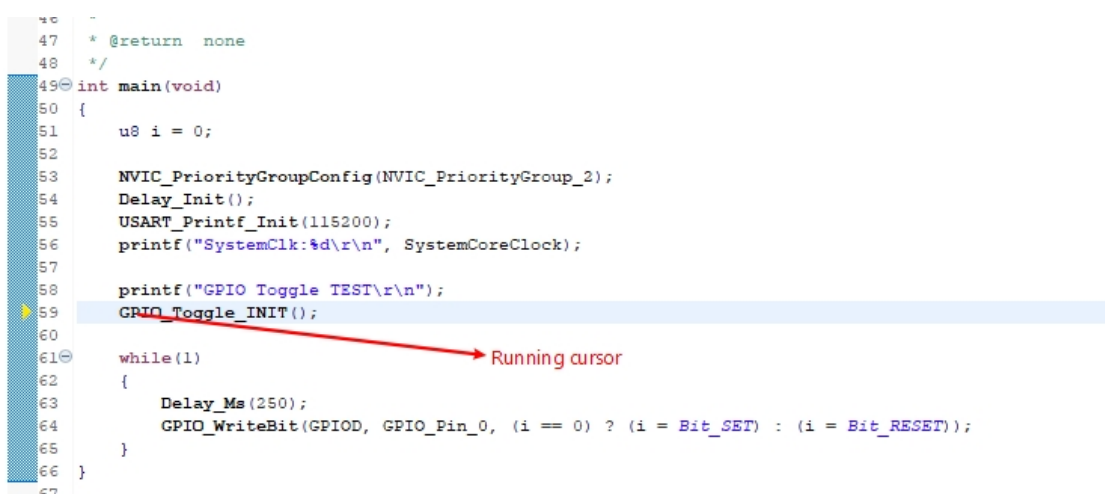 47 * @return none
48 */
49 int main(void)
50 {
51 u8 i = 0;
52
53 NVIC_PriorityGroupConfig(NVIC_PriorityGroup_2);
54 Delay_Init();
55 USART_Printf_Init(115200);
56 printf("SystemClk:%d\r\n", SystemCoreClock);
57
58 printf("GPIO Toggle TEST\r\n");
59 GPIO_Toggle_INIT();
60
61 while(1)
Running cursor
62 {
63 Delay_Ms(250);
64 GPIO_WriteBit(GPIOD, GPIO_Pin_0, (i == 0) ? (i = Bit_SET) : (i = Bit_RESET));
65 }
66 }